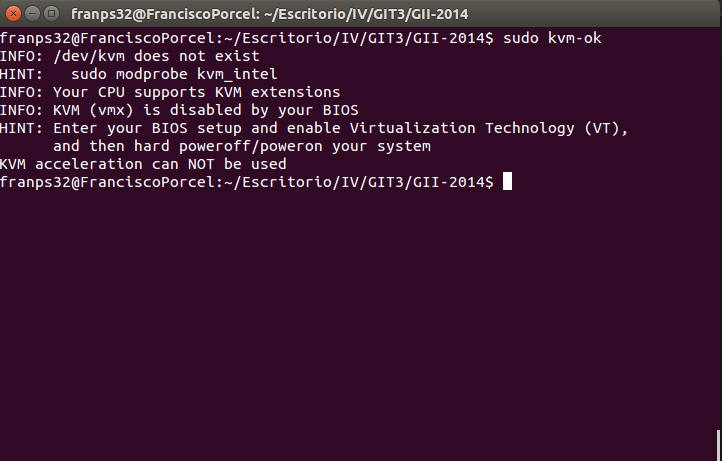 franps32@FranciscoPorcel: ~/Escritorio/IV/GIT3/GII-2014
franps32@FranciscoPorcel:~/Escritorio/IV/GIT3/GII-2014$ sudo kvm-ok
INFO: /dev/kvm does not exist
HINT:   sudo modprobe kvm_intel
INFO: Your CPU supports KVM extensions
INFO: KVM (vmx) is disabled by your BIOS
HINT: Enter your BIOS setup and enable Virtualization Technology (VT),
      and then hard poweroff/poweron your system
KVM acceleration can NOT be used
franps32@FranciscoPorcel:~/Escritorio/IV/GIT3/GII-2014$